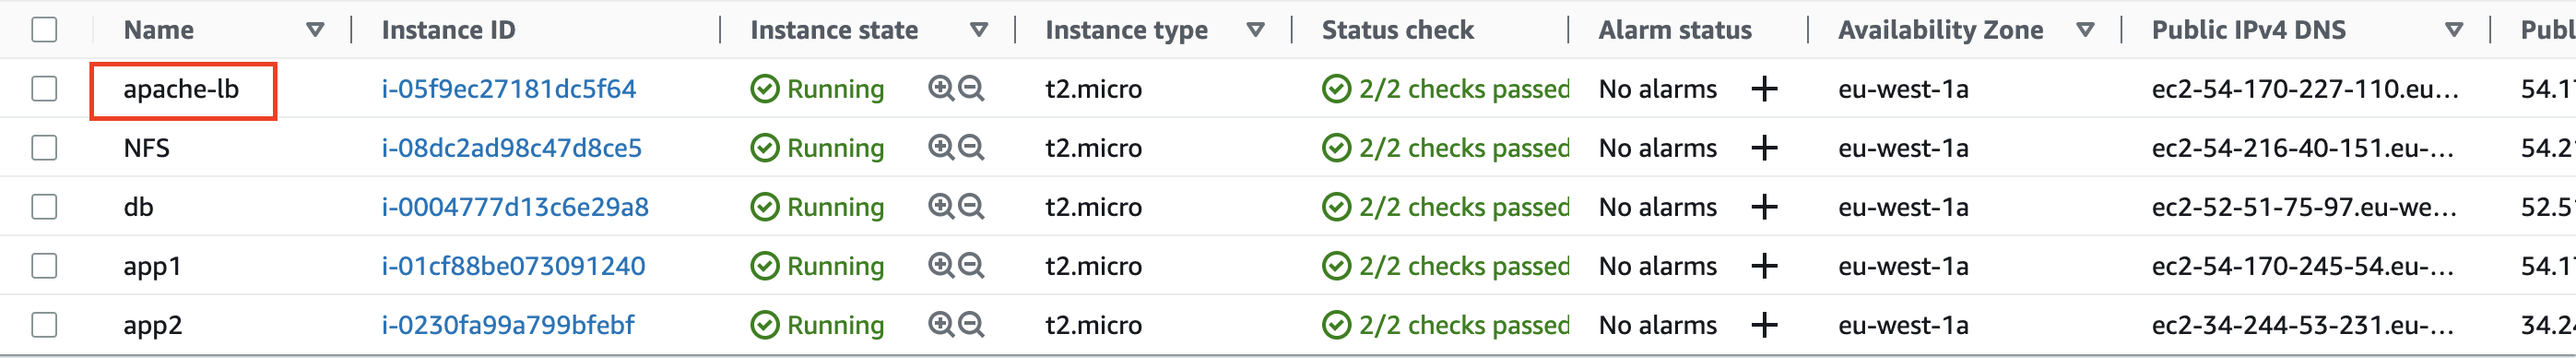 Name Instance ID Instance state Instance type Status check Alarm status Availability Zone Public IPv4 DNS Publ
apache-lb i-05f9ec27181dc5f64 Running t2.micro 2/2 checks passed No alarms + eu-west-1a ec2-54-170-227-110.eu... 54.17
NFS i-08dc2ad98c47d8ce5 Running t2.micro 2/2 checks passed No alarms + eu-west-1a ec2-54-216-40-151.eu-... 54.2
db i-0004777d13c6e29a8 Running t2.micro 2/2 checks passed No alarms + eu-west-1a ec2-52-51-75-97.eu-we... 52.5
app1 i-01cf88be073091240 Running t2.micro 2/2 checks passed No alarms + eu-west-1a ec2-54-170-245-54.eu-... 54.17
app2 i-0230fa99a799bfebf Running t2.micro 2/2 checks passed No alarms + eu-west-1a ec2-34-244-53-231.eu-... 34.24